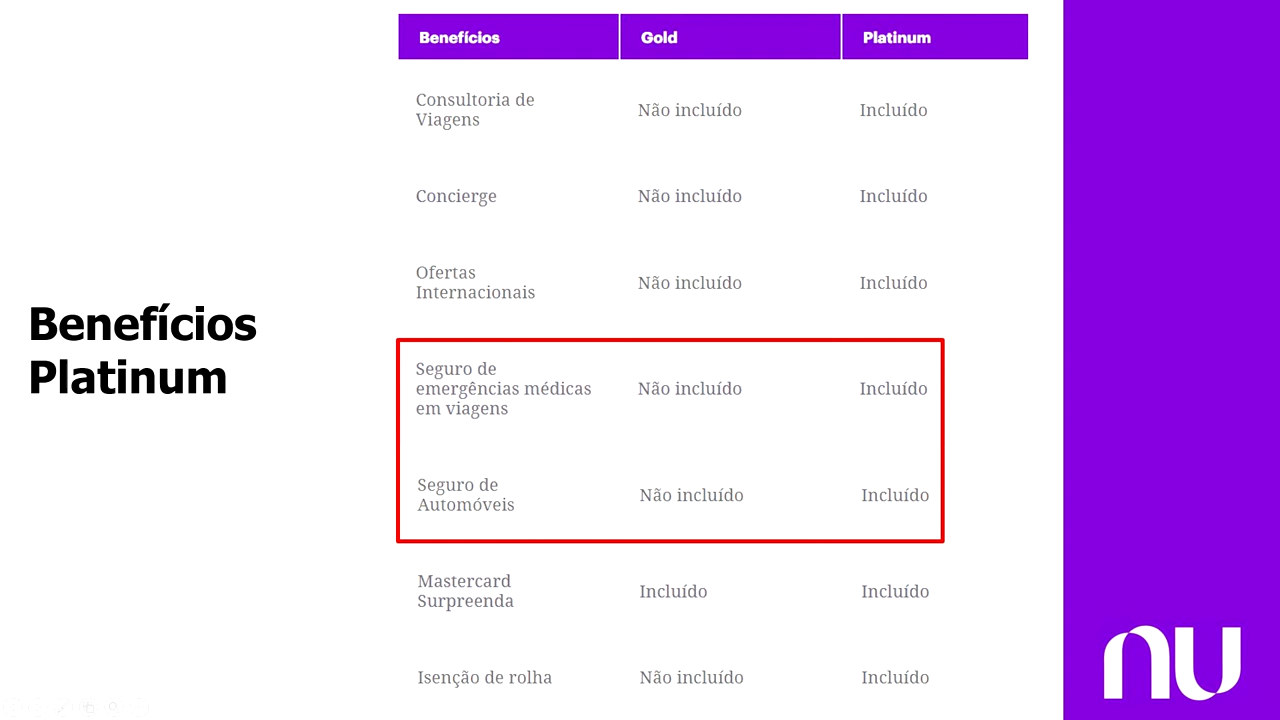 Benefícios
Platinum
Benefícios Gold Platinum
Consultoria de
Viagens
Não incluído Incluído
Concierge Não incluído Incluído
Ofertas
Internacionais
Não incluído Incluído
Seguro de
emergências médicas
em viagens
Não incluído Incluído
Seguro de
Automóveis
Não incluído Incluído
Mastercard
Surpreenda
Incluído Incluído
Isenção de rolha Não incluído Incluído
nu